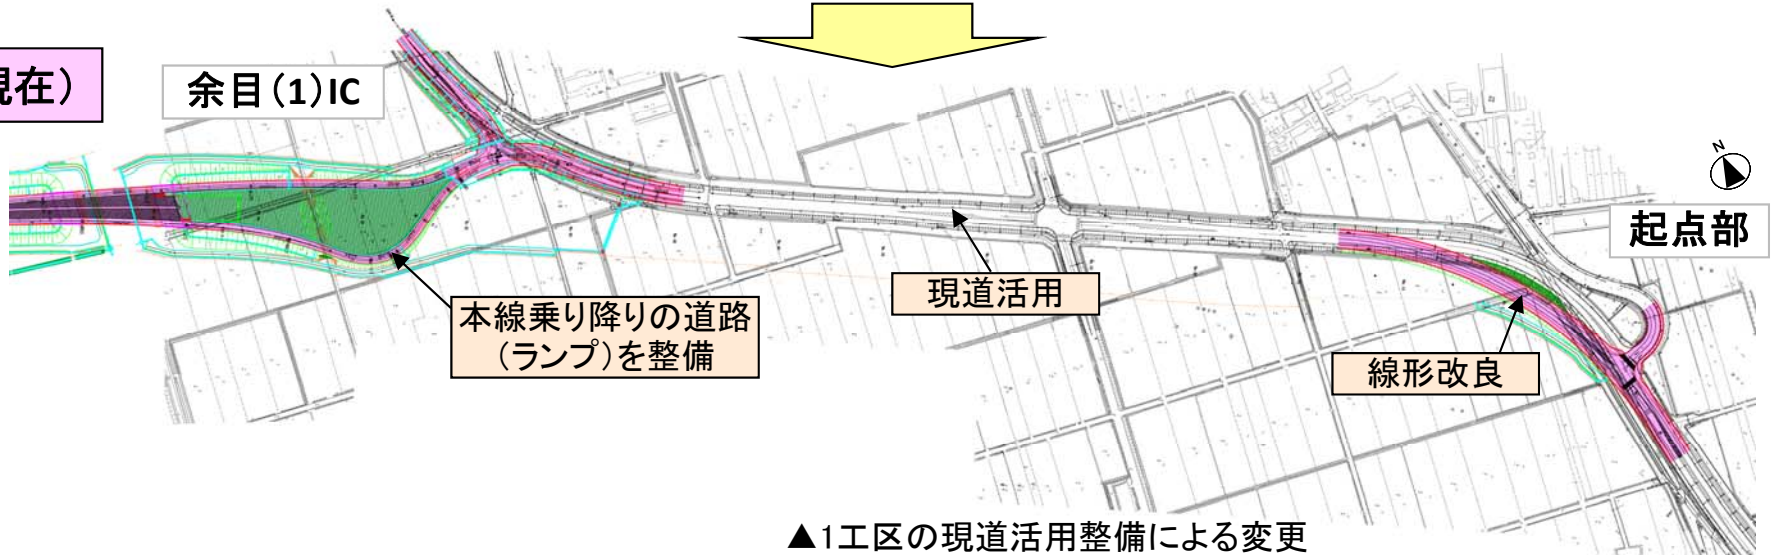 現在）
余目（1）IC
N
起点部
現道活用
本線乗り降りの道路
（ランプ）を整備
線形改良
▲1工区の現道活用整備による変更